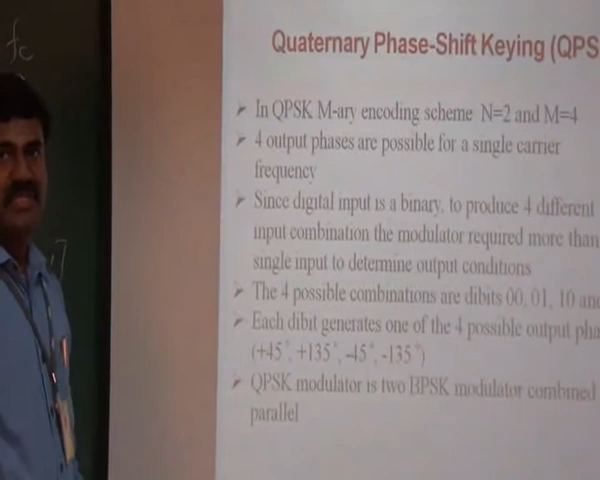 fc
Quaternary Phase-Shift Keying (QPS
In QPSK M-ary encoding scheme N=2 and M=4
4 output phases are possible for a single carrier
frequency
Since digital input is a binary, to produce 4 different
input combination the modulator required more than
single input to determine output conditions
The 4 possible combinations are dibits 00, 01, 10 and
Each dibit generates one of the 4 possible output pha
(+45°, +135°, -45°, -135°)
QPSK modulator is two BPSK modulator combined
parallel